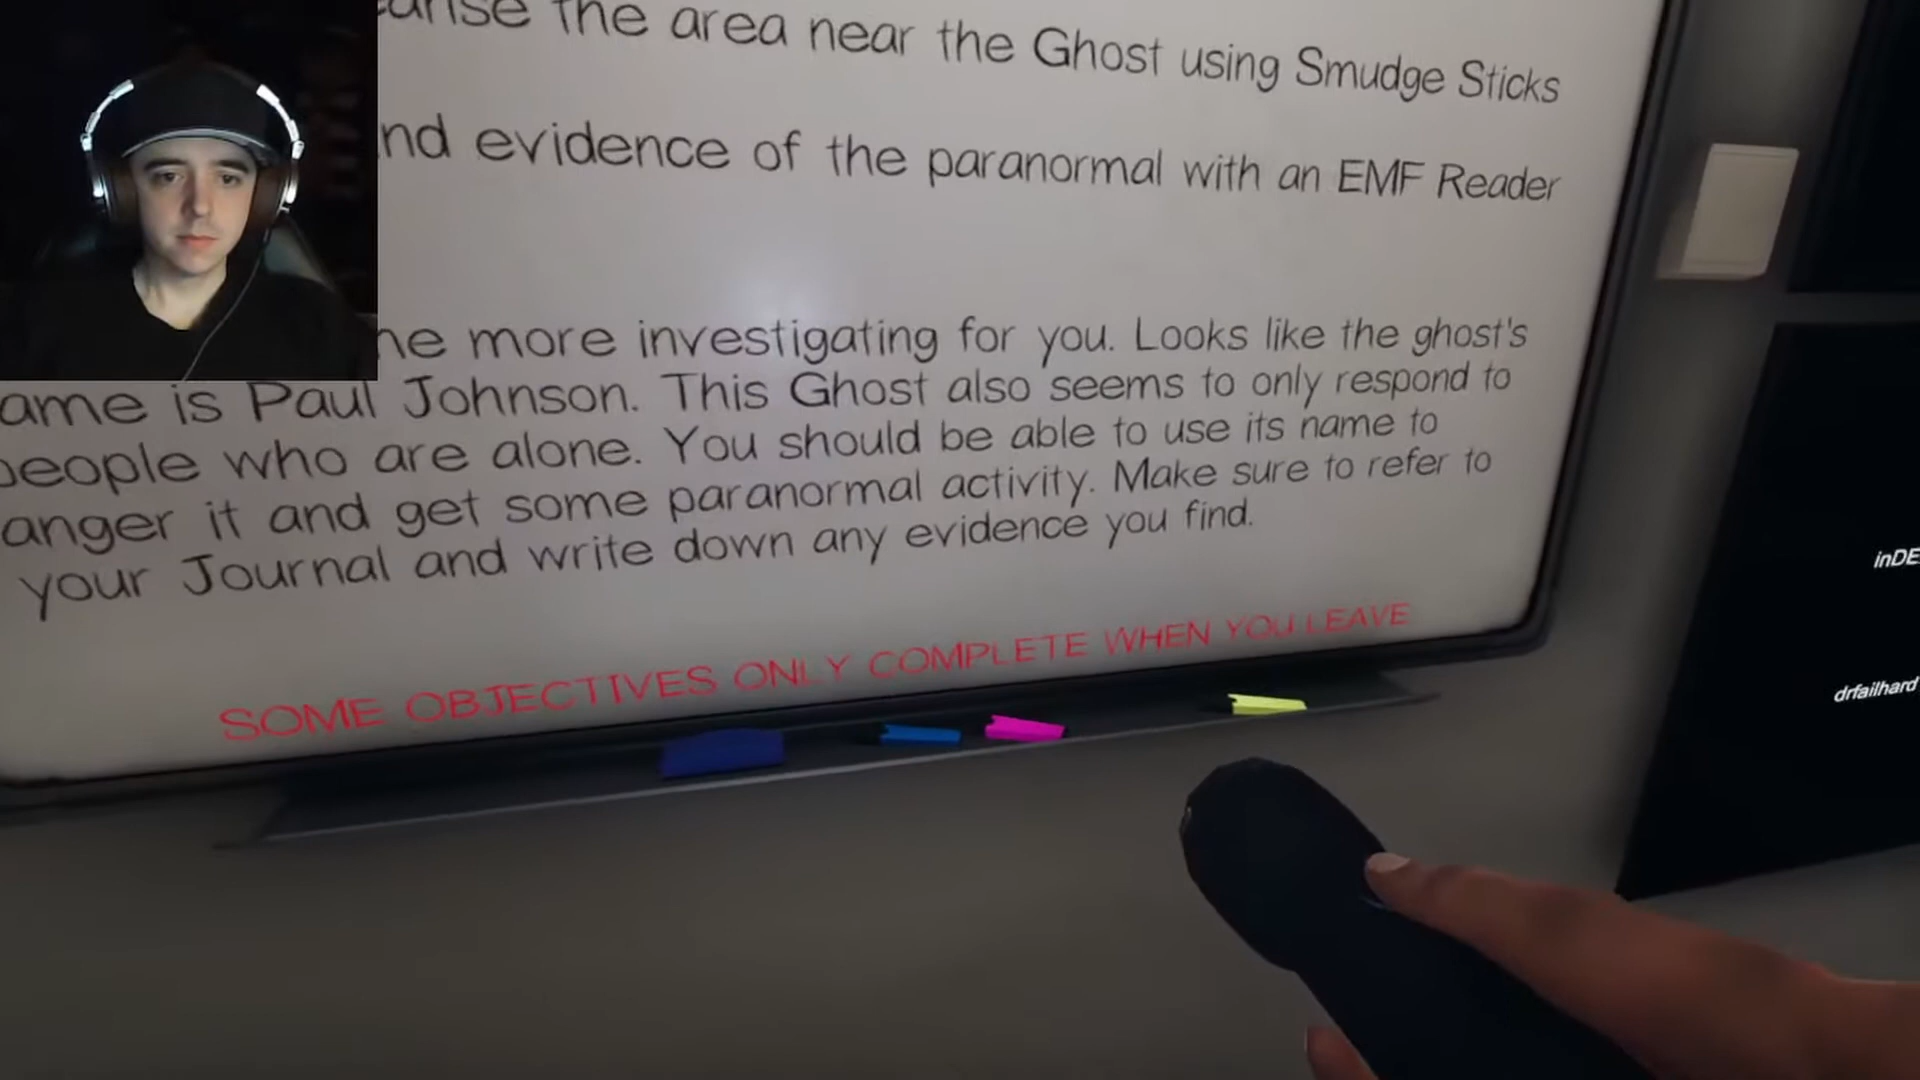 the area near the Ghost using Smudge Sticks
evidence of the paranormal with an EMF Reader
more investigating for you. Looks like the ghost's
ame is Paul Johnson. This Ghost also seems to only respond to
people who are alone. You should be able to use its name to
anger it and get some paranormal activity. Make sure to refer to
your Journal and write down any evidence you find.
SOME OBJECTIVES ONLY COMPLETE WHEN YOU LEAVE
inDE
drfailhard